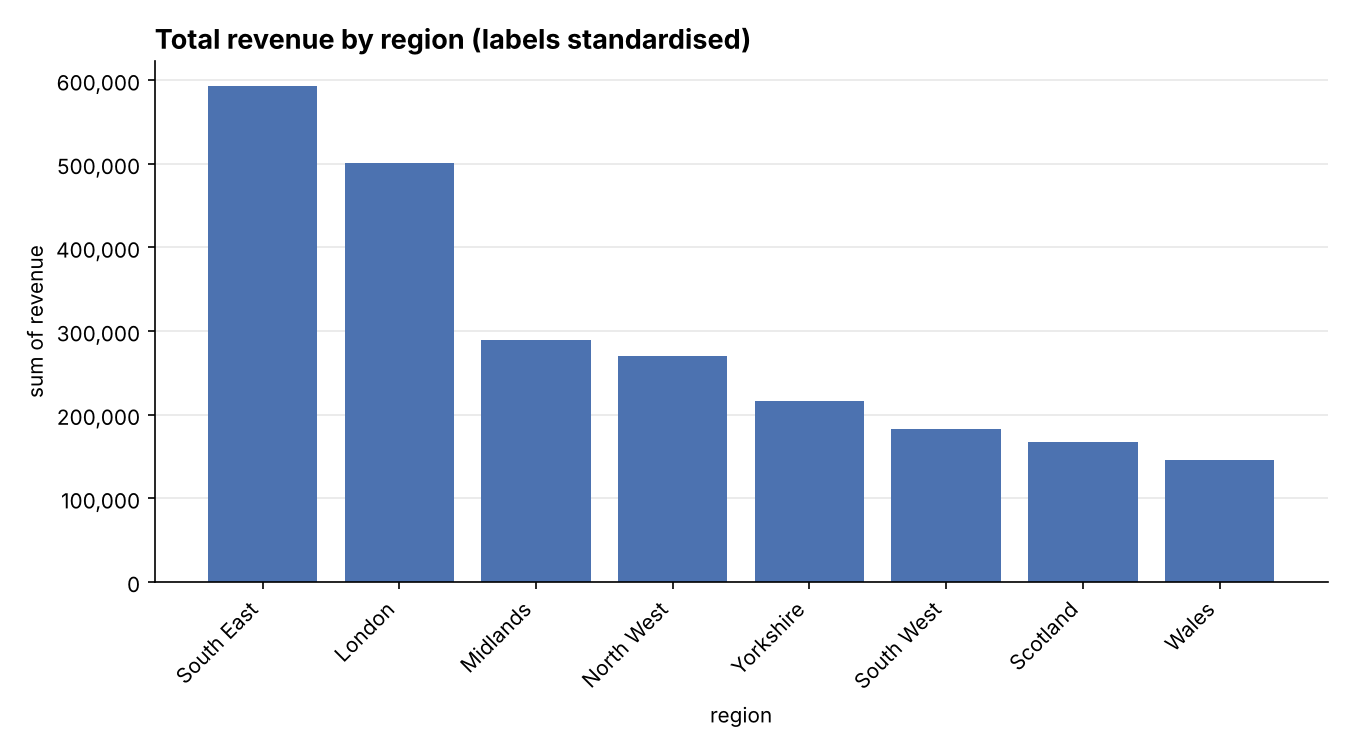 Total revenue by region (labels standardised)
600,000
500,000
400,000
300,000
200,000
100,000
0
sum of revenue
South East
London
Midlands
North West
Yorkshire
South West
Scotland
Wales
region